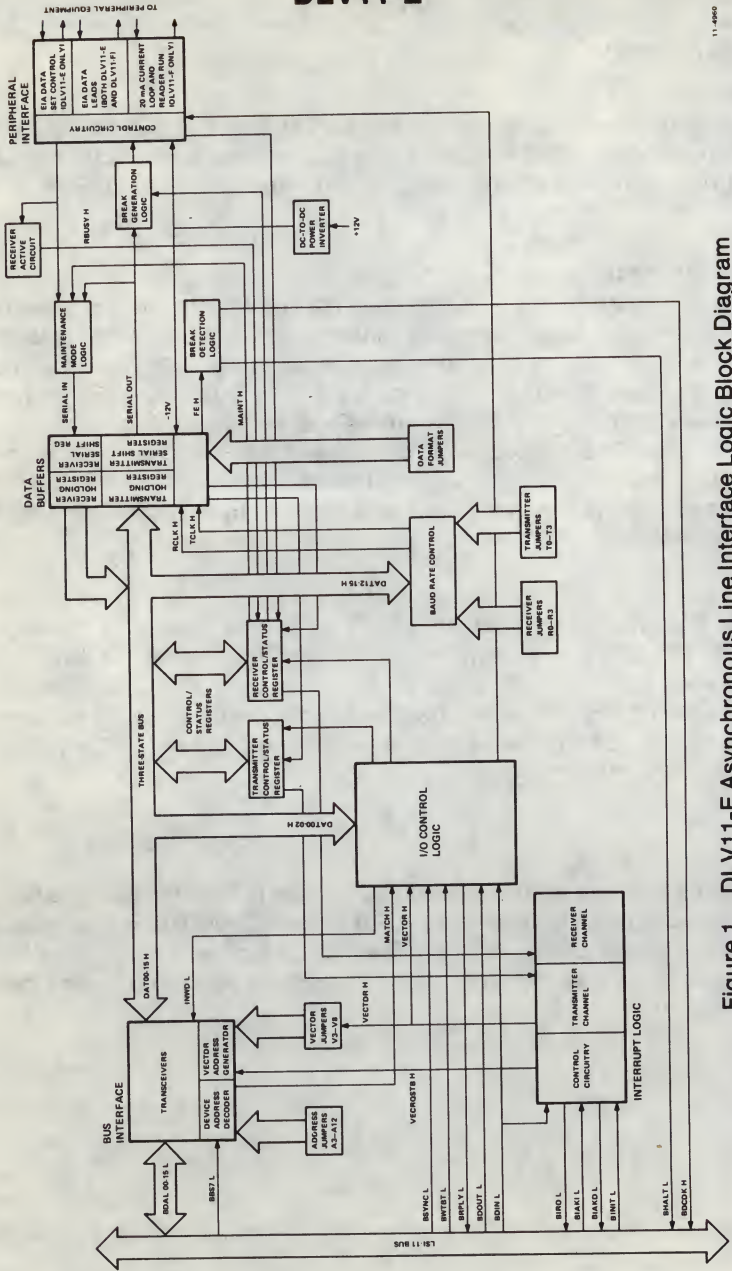 DLV11-E
TO PERIPHERAL EQUIPMENT
PERIPHERAL
INTERFACE
EIA DATA
SET CONTROL
(DLV11-E ONLY)
EIA DATA
LEADS
(BOTH DLV11-E
AND DLV11-F)
20 mA CURRENT
LOOP AND
READER RUN
(DLV11-F ONLY)
CONTROL CIRCUITRY
RECEIVER
ACTIVE
CIRCUIT
RBUSY H
BREAK
GENERATION
LOGIC
DC-TO-DC
POWER
INVERTER
+12V
MAINTENANCE
MODE
LOGIC
BREAK
DETECTION
LOGIC
SERIAL IN
SERIAL OUT
-12V
FE H
MAINT H
DATA
BUFFERS
RECEIVER
HOLDING
REGISTER
RECEIVER
SERIAL
SHIFT REG
TRANSMITTER
HOLDING
REGISTER
TRANSMITTER
SERIAL SHIFT
REGISTER
DATA
FORMAT
JUMPERS
RCLK H
TCLK H
DAT12-15 H
BAUD RATE CONTROL
TRANSMITTER
JUMPERS
T0-T3
RECEIVER
JUMPERS
R0-R3
THREE-STATE BUS
CONTROL/
STATUS
REGISTERS
RECEIVER
CONTROL/STATUS
REGISTER
TRANSMITTER
CONTROL/STATUS
REGISTER
DAT00-02 H
I/O CONTROL
LOGIC
DAT00-15 H
INWD L
MATCH H
VECTOR H
BUS
INTERFACE
TRANSCEIVERS
DEVICE
ADDRESS
DECODER
VECTOR
ADDRESS
GENERATOR
ADDRESS
JUMPERS
A3-A12
VECTOR
JUMPERS
V3-V8
VECTOR H
VECRQSTB H
CONTROL
CIRCUITRY
TRANSMITTER
CHANNEL
RECEIVER
CHANNEL
INTERRUPT LOGIC
BDAL 00-15 L
BBS7 L
BSYNC L
BWTBT L
BRPLY L
BDOUT L
BDIN L
BIRQ L
BIAKI L
BIAKO L
BINIT L
BHALT L
BDCOK H
LSI-11 BUS
11-4960
Figure 1 DLV11-E Asynchronous Line Interface Logic Block Diagram